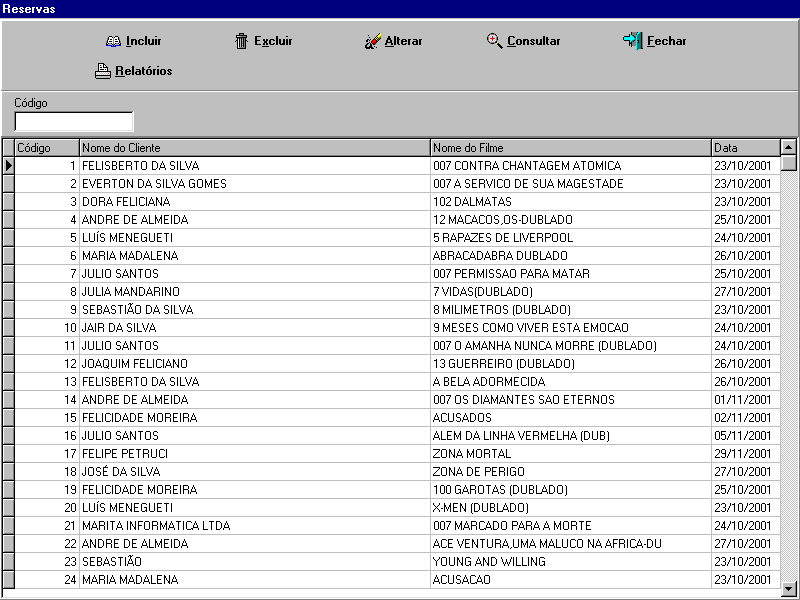 Reservas
Incluir Excluir Alterar Consultar Fechar
Relatórios
Código
Código Nome do Cliente Nome do Filme Data
1 FELISBERTO DA SILVA 007 CONTRA CHANTAGEM ATOMICA 23/10/2001
2 EVERTON DA SILVA GOMES 007 A SERVICO DE SUA MAGESTADE 23/10/2001
3 DORA FELICIANA 102 DALMATAS 23/10/2001
4 ANDRE DE ALMEIDA 12 MACACOS,OS-DUBLADO 25/10/2001
5 LUÍS MENEGUETI 5 RAPAZES DE LIVERPOOL 24/10/2001
6 MARIA MADALENA ABRACADABRA DUBLADO 26/10/2001
7 JULIO SANTOS 007 PERMISSAO PARA MATAR 25/10/2001
8 JULIA MANDARINO 7 VIDAS(DUBLADO) 27/10/2001
9 SEBASTIÃO DA SILVA 8 MILIMETROS (DUBLADO) 23/10/2001
10 JAIR DA SILVA 9 MESES COMO VIVER ESTA EMOCAO 24/10/2001
11 JULIO SANTOS 007 O AMANHA NUNCA MORRE (DUBLADO) 24/10/2001
12 JOAQUIM FELICIANO 13 GUERREIRO (DUBLADO) 26/10/2001
13 FELISBERTO DA SILVA A BELA ADORMECIDA 26/10/2001
14 ANDRE DE ALMEIDA 007 OS DIAMANTES SAO ETERNOS 01/11/2001
15 FELICIDADE MOREIRA ACUSADOS 02/11/2001
16 JULIO SANTOS ALEM DA LINHA VERMELHA (DUB) 05/11/2001
17 FELIPE PETRUCI ZONA MORTAL 29/11/2001
18 JOSÉ DA SILVA ZONA DE PERIGO 27/10/2001
19 FELICIDADE MOREIRA 100 GAROTAS (DUBLADO) 25/10/2001
20 LUÍS MENEGUETI X-MEN (DUBLADO) 23/10/2001
21 MARITA INFORMATICA LTDA 007 MARCADO PARA A MORTE 24/10/2001
22 ANDRE DE ALMEIDA ACE VENTURA,UMA MALUCO NA AFRICA-DU 27/10/2001
23 SEBASTIÃO YOUNG AND WILLING 23/10/2001
24 MARIA MADALENA ACUSACAO 23/10/2001